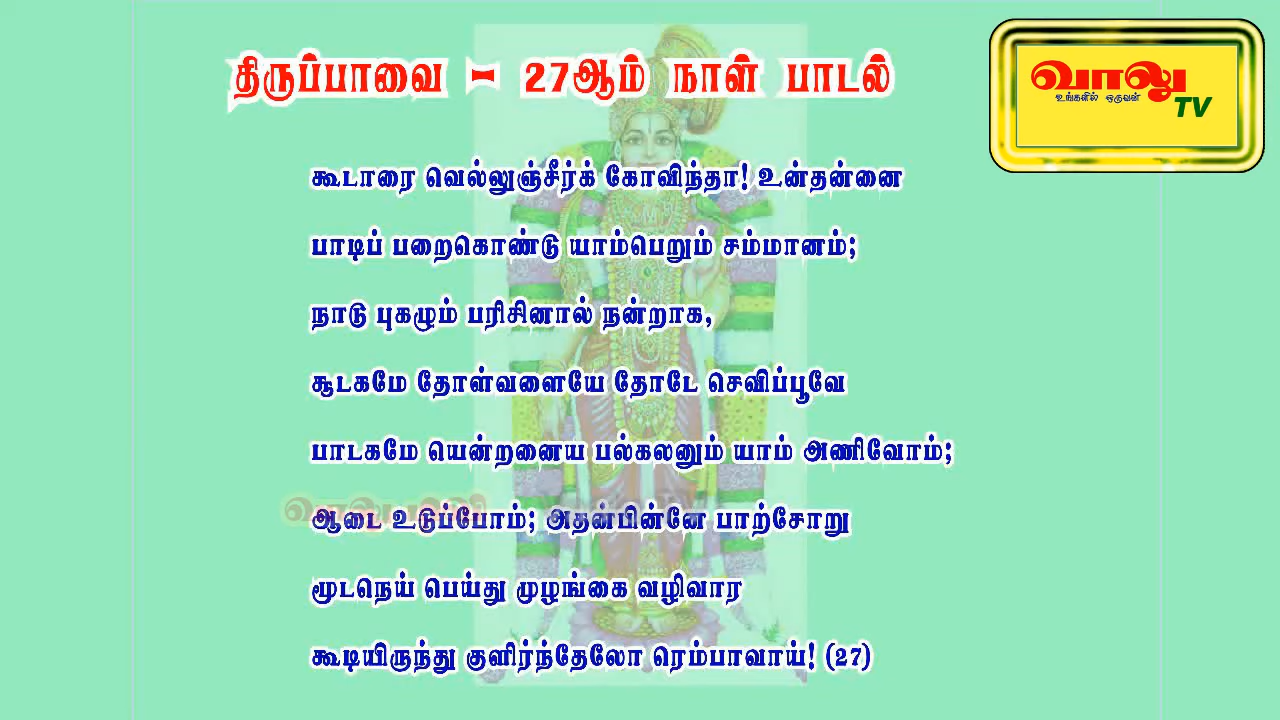 திருப்பாவை - 27ஆம் நாள் பாடல்
வாலு
உங்களில் ஒருவன்
TV
கூடாரை வெல்லுஞ்சீர்க் கோவிந்தா! உன்தன்னை
பாடிப் பறைகொண்டு யாம்பெறும் சம்மானம்;
நாடு புகழும் பரிசினால் நன்றாக,
சூடகமே தோள்வளையே தோடே செவிப்பூவே
பாடகமே யென்றனைய பல்கலனும் யாம் அணிவோம்;
ஆடை உடுப்போம்; அதன்பின்னே பாற்சோறு
மூடநெய் பெய்து முழங்கை வழிவார
கூடியிருந்து குளிர்ந்தேலோ ரெம்பாவாய்! (27)